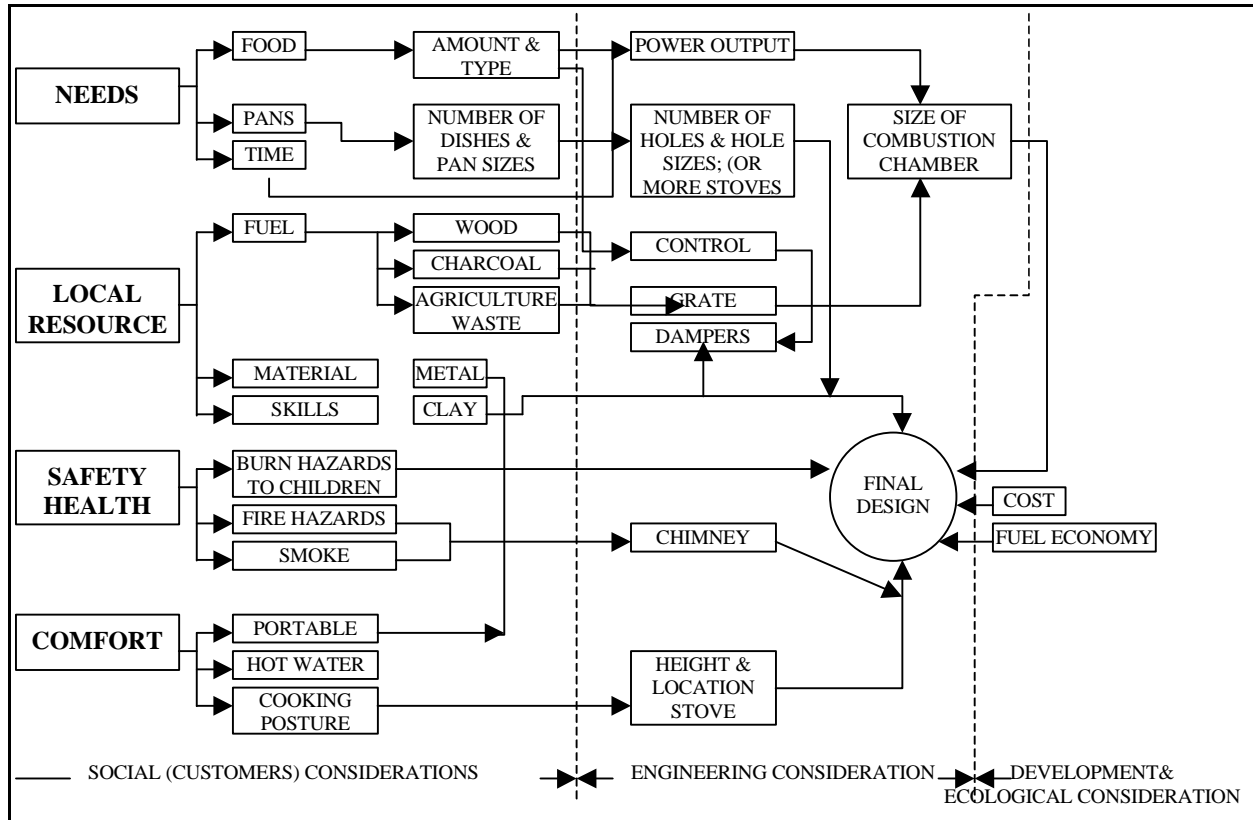 NEEDS
FOOD
PANS
TIME
AMOUNT &
TYPE
NUMBER OF
DISHES &
PAN SIZES
POWER OUTPUT
NUMBER OF
HOLES & HOLE
SIZES; (OR
MORE STOVES
SIZE OF
COMBUSTION
CHAMBER
LOCAL
RESOURCE
FUEL
MATERIAL
SKILLS
WOOD
CHARCOAL
AGRICULTURE
WASTE
METAL
CLAY
CONTROL
GRATE
DAMPERS
SAFETY
HEALTH
BURN HAZARDS
TO CHILDREN
FIRE HAZARDS
SMOKE
CHIMNEY
FINAL
DESIGN
COST
FUEL ECONOMY
COMFORT
PORTABLE
HOT WATER
COOKING
POSTURE
HEIGHT &
LOCATION
STOVE
SOCIAL (CUSTOMERS) CONSIDERATIONS
ENGINEERING CONSIDERATION
DEVELOPMENT&
ECOLOGICAL CONSIDERATION